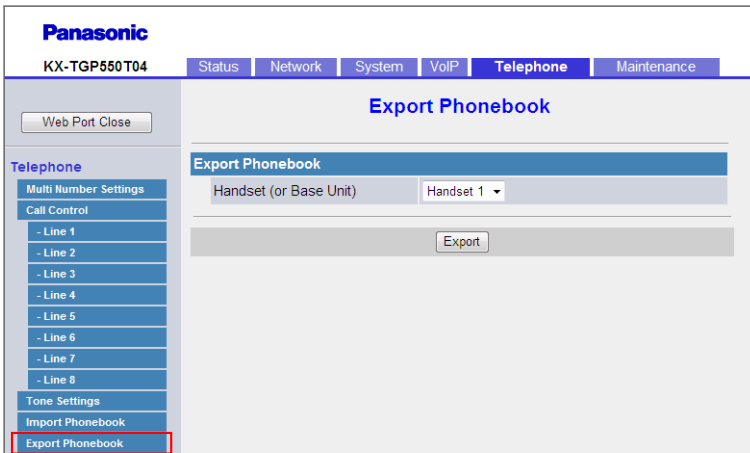 Panasonic
KX-TGP550T04
Status Network System VoIP Telephone Maintenance
Web Port Close
Telephone
Multi Number Settings
Call Control
- Line 1
- Line 2
- Line 3
- Line 4
- Line 5
- Line 6
- Line 7
- Line 8
Tone Settings
Import Phonebook
Export Phonebook
Export Phonebook
Export Phonebook
Handset (or Base Unit) Handset 1
Export